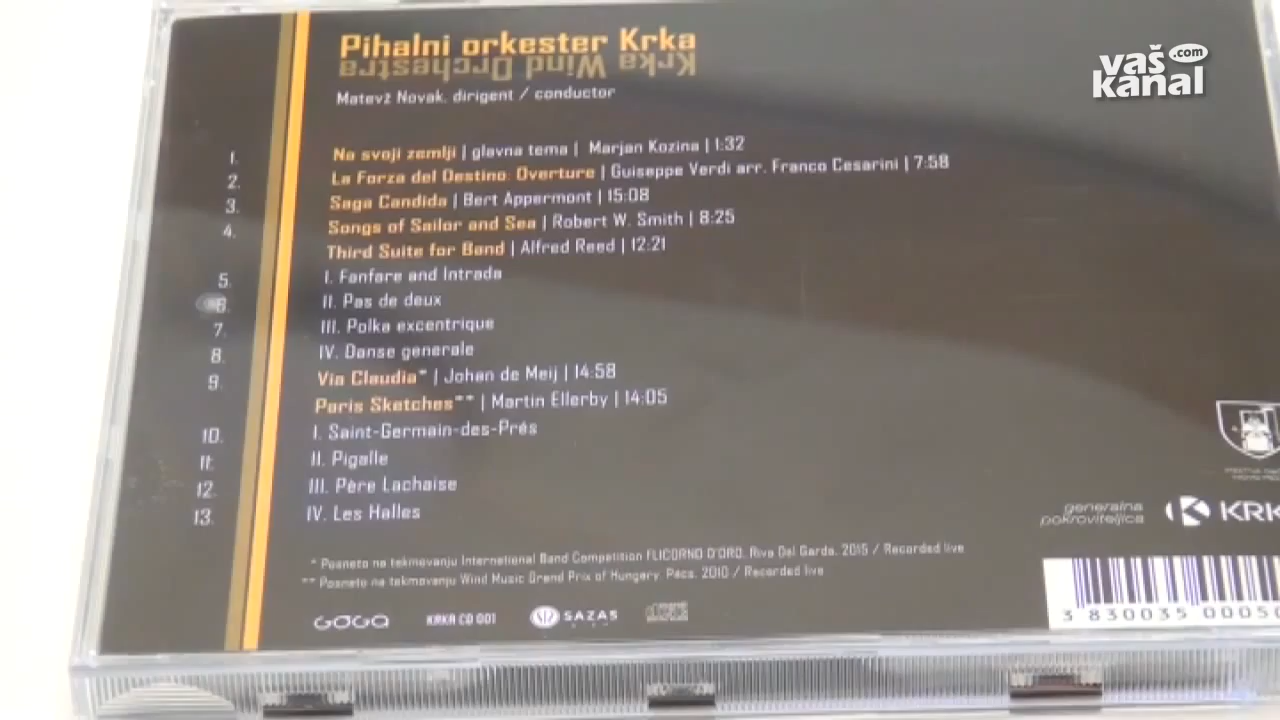 vaš .com
kanal
Pihalni orkester Krka
Krka Wind Orchestra
Matevž Novak, dirigent / conductor
1. Na svoji zemlji | glavna tema | Marjan Kozina | 1:32
2. La Forza del Destino: Overture | Guiseppe Verdi arr. Franco Cesarini | 7:58
3. Saga Candida | Bert Appermont | 15:08
4. Songs of Sailor and Sea | Robert W. Smith | 8:25
Third Suite for Band | Alfred Reed | 12:21
5. I. Fanfare and Intrada
6. II. Pas de deux
7. III. Polka excentrique
8. IV. Danse generale
9. Via Claudia* | Johan de Meij | 14:58
Paris Sketches** | Martin Ellerby | 14:05
10. I. Saint-Germain-des-Prés
11. II. Pigalle
12. III. Père Lachaise
13. IV. Les Halles
generalna
pokroviteljica
KRK
* Posneto na tekmovanju International Band Competition FLICORNO D'ORO, Riva Del Garda, 2015 / Recorded live
** Posneto na tekmovanju Wind Music Grand Prix of Hungary, Pécs, 2010 / Recorded live
GOGA KRKA CD 001 SAZAS
3 830035 00050